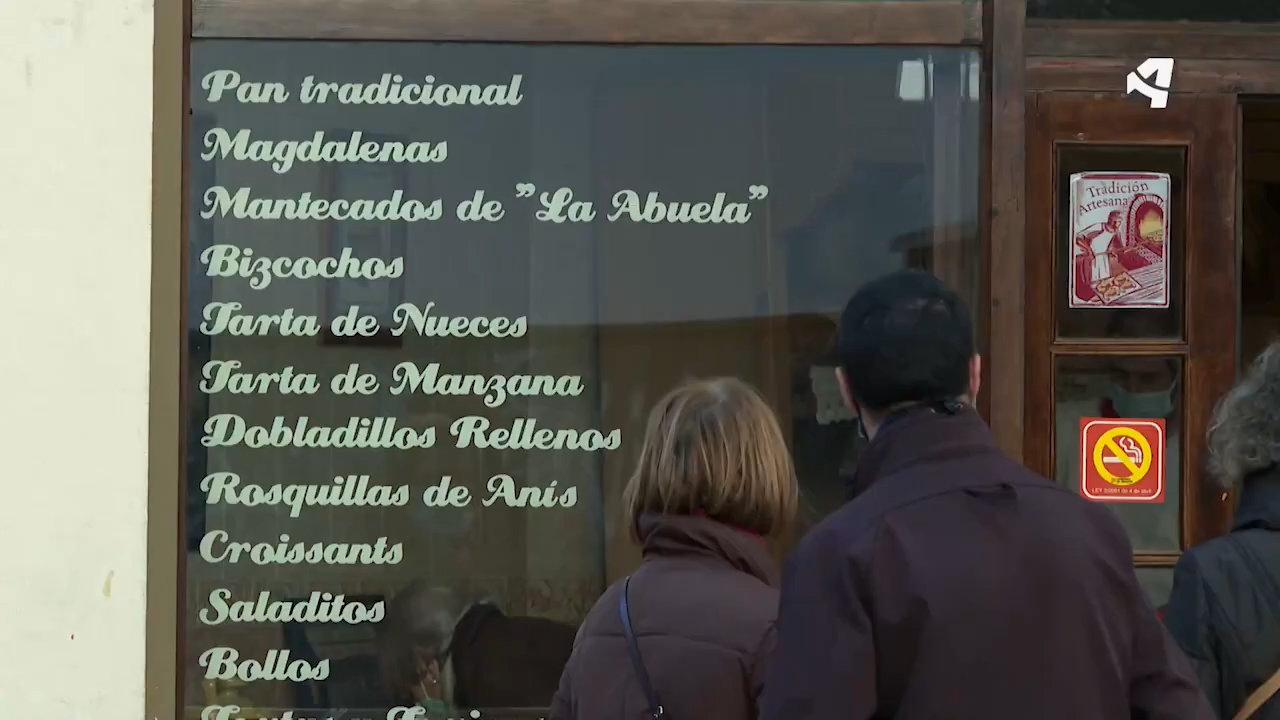 Pan tradicional
Magdalenas
Mantecados de "La Abuela"
Bizcochos
Tarta de Nueces
Tarta de Manzana
Dobladillos Rellenos
Rosquillas de Anís
Croissants
Saladitos
Bollos
Tradición
Artesana